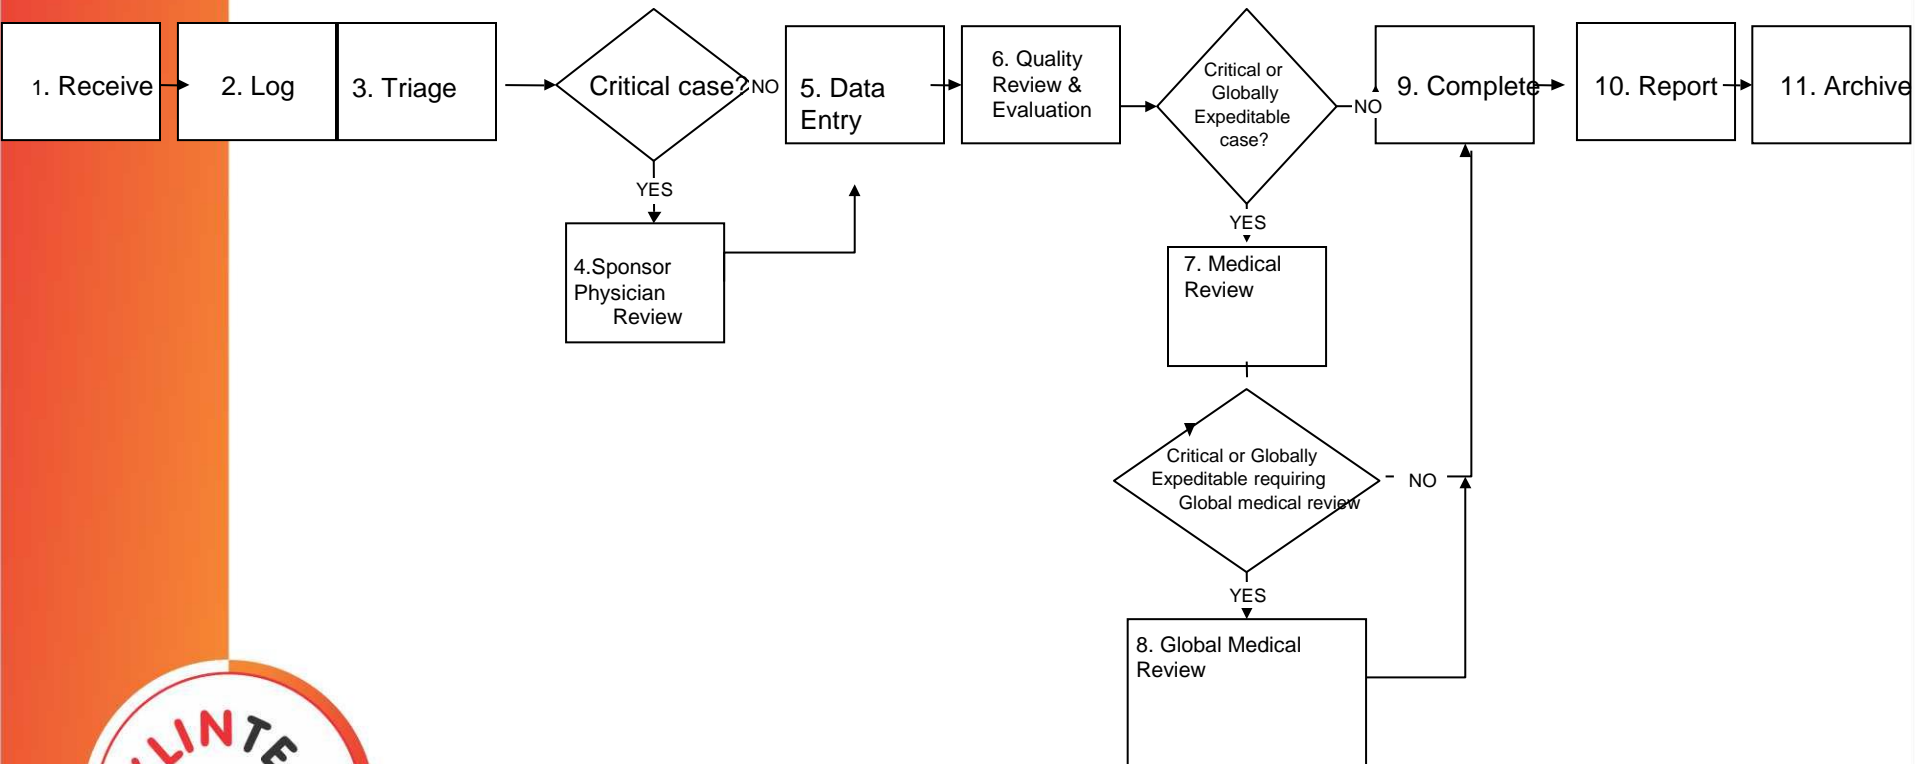 1. Receive
2. Log
3. Triage
Critical case?
NO
YES
4.Sponsor
Physician
Review
5. Data
Entry
6. Quality
Review &
Evaluation
Critical or
Globally
Expeditable
case?
NO
YES
7. Medical
Review
Critical or Globally
Expeditable requiring
Global medical review
NO
YES
8. Global Medical
Review
9. Complete
10. Report
11. Archive